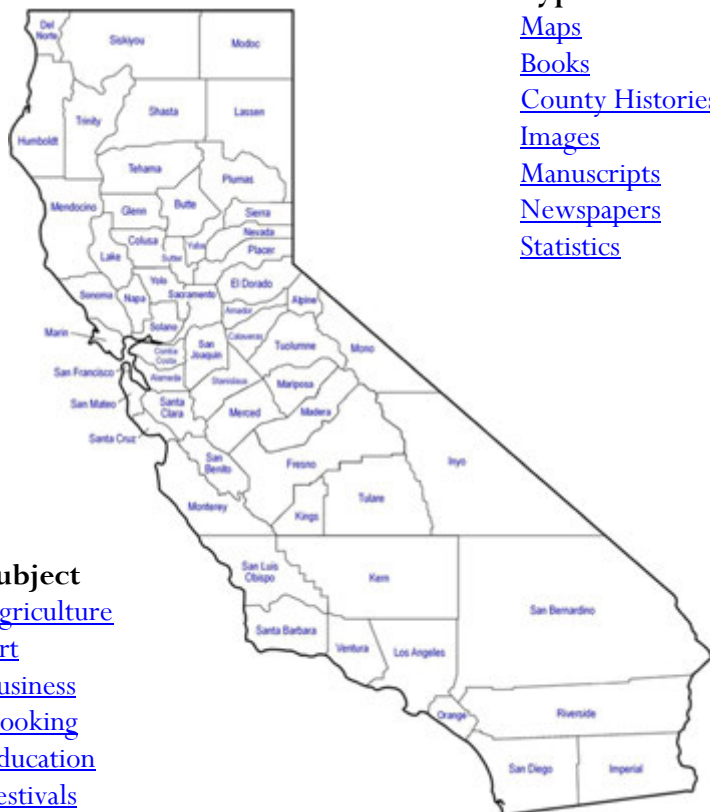 Maps
Books
County Histories
Images
Manuscripts
Newspapers
Statistics
Del
Norte
Siskiyou
Modoc
Humboldt
Trinity
Shasta
Lassen
Tehama
Plumas
Mendocino
Glenn
Butte
Sierra
Nevada
Placer
Lake
Colusa
Sutter
Yuba
Sonoma
Napa
Yolo
Sacramento
El Dorado
Alpine
Amador
Solano
Marin
Contra
Costa
San
Joaquin
Calaveras
Tuolumne
Mono
San Francisco
Alameda
Stanislaus
Mariposa
San Mateo
Santa
Clara
Merced
Madera
Santa Cruz
San
Benito
Fresno
Inyo
Monterey
Kings
Tulare
San Luis
Obispo
Kern
San Bernardino
Santa Barbara
Ventura
Los Angeles
Orange
Riverside
San Diego
Imperial
ubject
griculture
rt
usiness
ooking
ducation
estivals